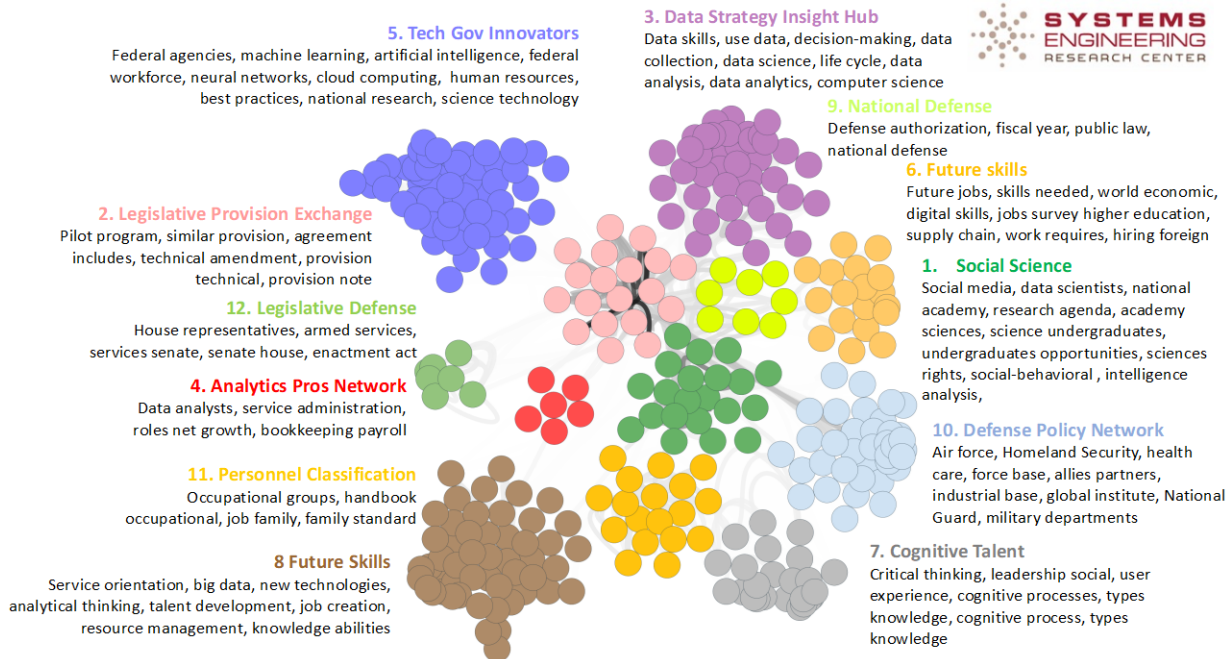 5. Tech Gov Innovators
Federal agencies, machine learning, artificial intelligence, federal
workforce, neural networks, cloud computing, human resources,
best practices, national research, science technology
3. Data Strategy Insight Hub
Data skills, use data, decision-making, data
collection, data science, life cycle, data
analysis, data analytics, computer science
SYSTEMS
ENGINEERING
RESEARCH CENTER
9. National Defense
Defense authorization, fiscal year, public law,
national defense
6. Future skills
Future jobs, skills needed, world economic,
digital skills, jobs survey higher education,
supply chain, work requires, hiring foreign
2. Legislative Provision Exchange
Pilot program, similar provision, agreement
includes, technical amendment, provision
technical, provision note
1. Social Science
Social media, data scientists, national
academy, research agenda, academy
sciences, science undergraduates,
undergraduates opportunities, sciences
rights, social-behavioral , intelligence
analysis,
12. Legislative Defense
House representatives, armed services,
services senate, senate house, enactment act
4. Analytics Pros Network
Data analysts, service administration,
roles net growth, bookkeeping payroll
10. Defense Policy Network
Air force, Homeland Security, health
care, force base, allies partners,
industrial base, global institute, National
Guard, military departments
11. Personnel Classification
Occupational groups, handbook
occupational, job family, family standard
8 Future Skills
Service orientation, big data, new technologies,
analytical thinking, talent development, job creation,
resource management, knowledge abilities
7. Cognitive Talent
Critical thinking, leadership social, user
experience, cognitive processes, types
knowledge, cognitive process, types
knowledge